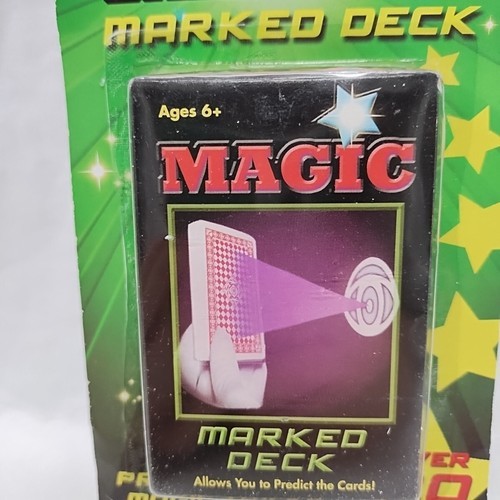 MARKED DECK
Ages 6+
MAGIC
MARKED
DECK
Allows You to Predict the Cards!